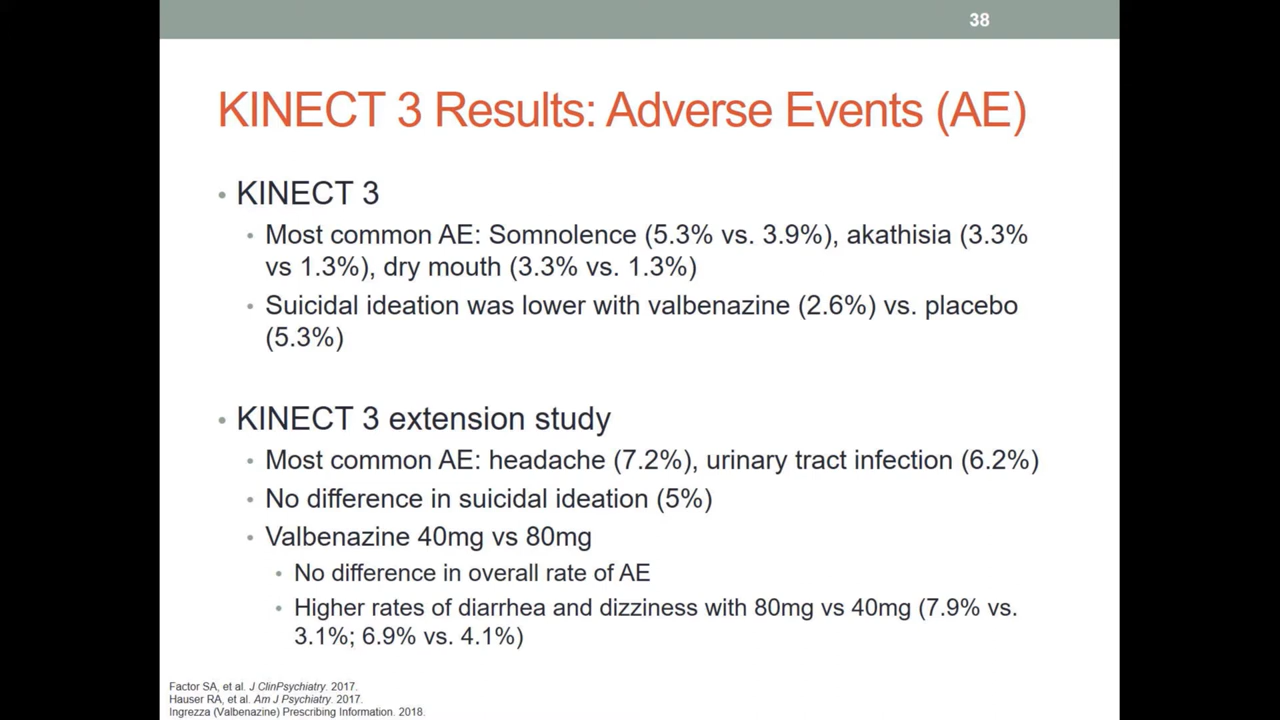 38
KINECT 3 Results: Adverse Events (AE)
• KINECT 3
• Most common AE: Somnolence (5.3% vs. 3.9%), akathisia (3.3%
vs 1.3%), dry mouth (3.3% vs. 1.3%)
• Suicidal ideation was lower with valbenazine (2.6%) vs. placebo
(5.3%)
• KINECT 3 extension study
• Most common AE: headache (7.2%), urinary tract infection (6.2%)
• No difference in suicidal ideation (5%)
• Valbenazine 40mg vs 80mg
• No difference in overall rate of AE
• Higher rates of diarrhea and dizziness with 80mg vs 40mg (7.9% vs.
3.1%; 6.9% vs. 4.1%)
Factor SA, et al. J ClinPsychiatry. 2017.
Hauser RA, et al. Am J Psychiatry. 2017.
Ingrezza (Valbenazine) Prescribing Information. 2018.